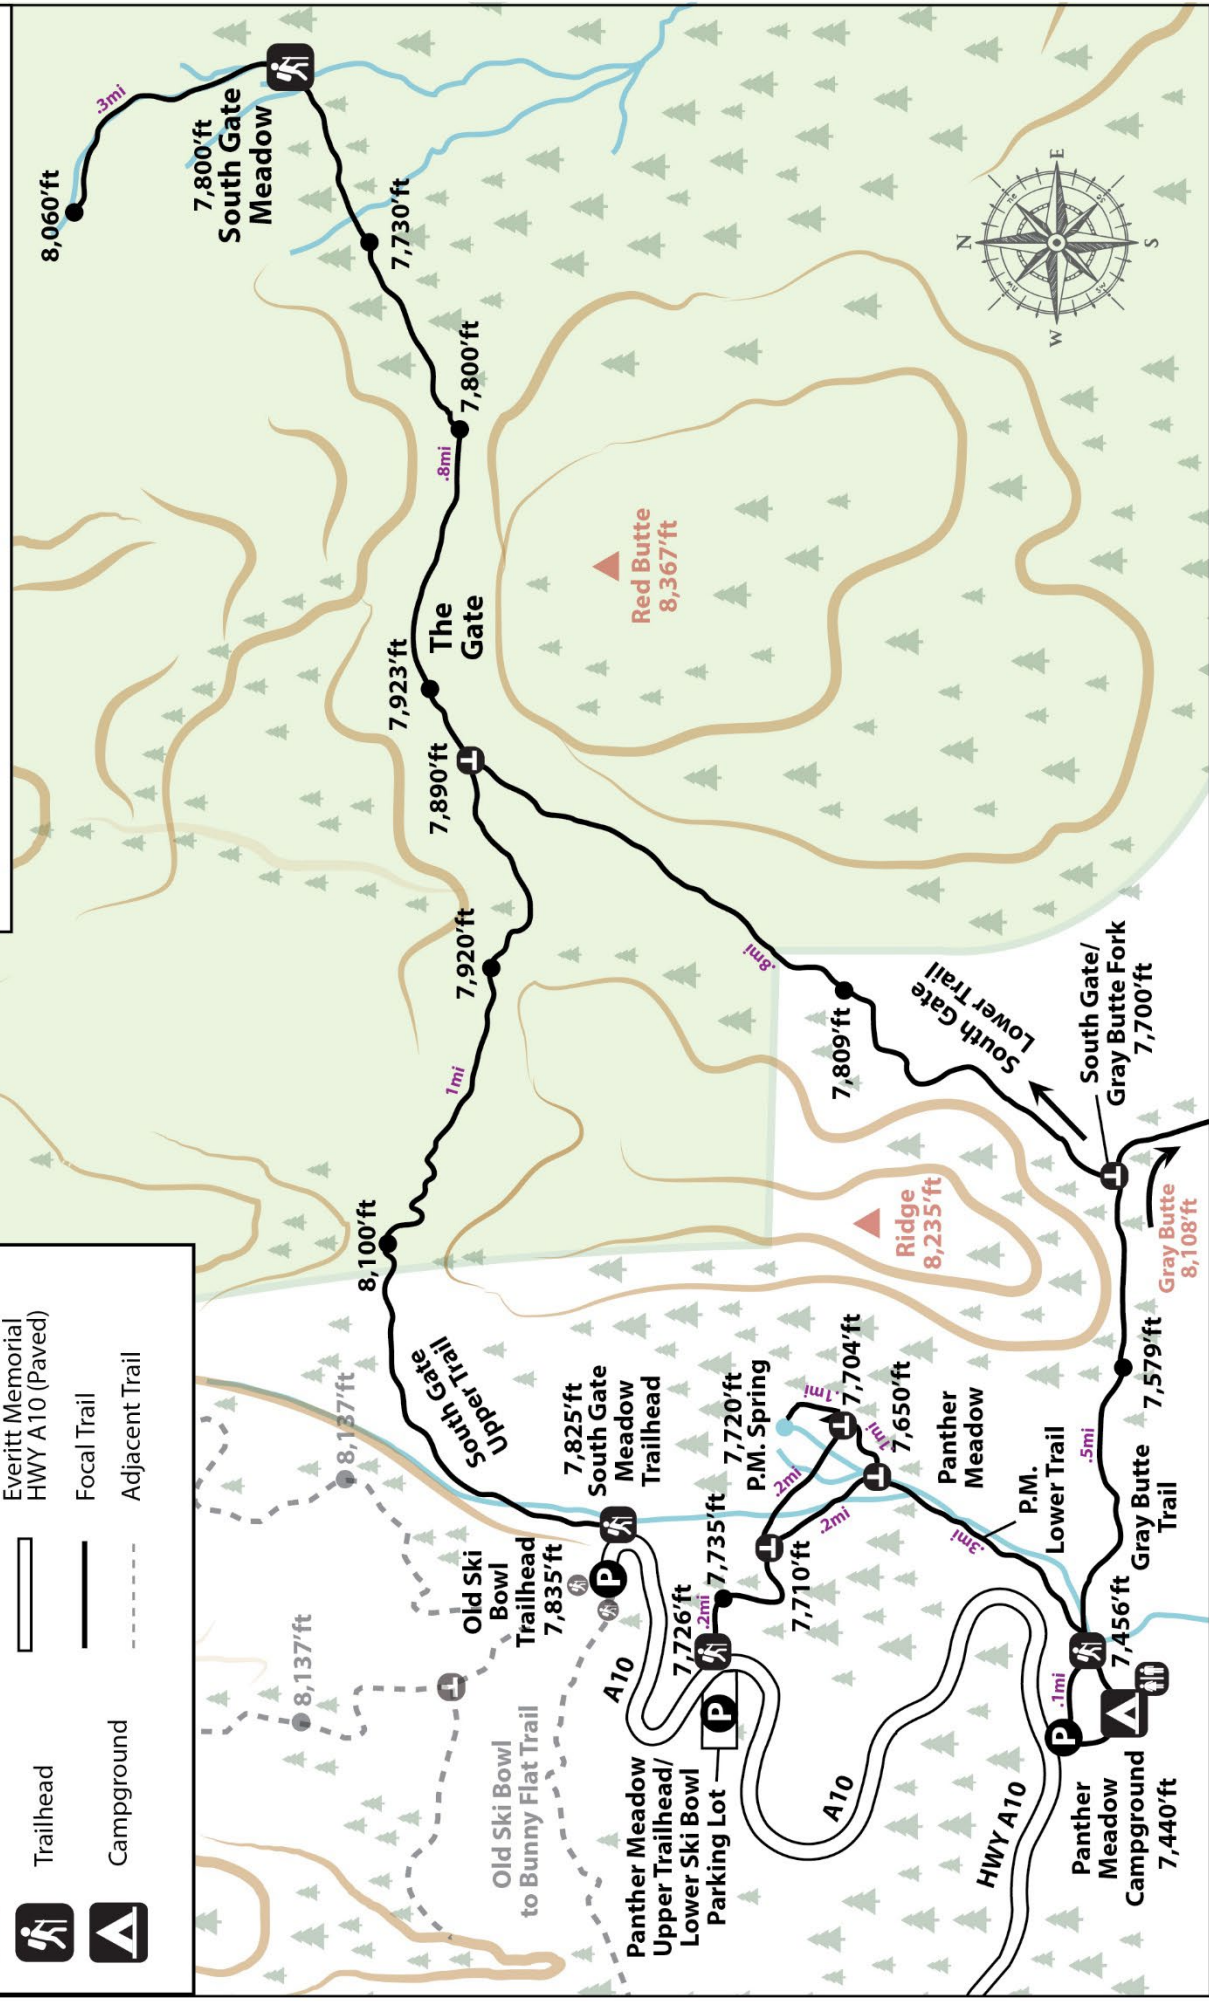 Trailhead
Campground
Everitt Memorial
HWY A10 (Paved)
Focal Trail
Adjacent Trail
8,060'ft
.3mi
7,800'ft
South Gate
Meadow
7,730'ft
7,800'ft
.8mi
The
Gate
7,923'ft
7,890'ft
7,920'ft
1mi
8,100'ft
South Gate
Upper Trail
Red Butte
8,367'ft
N
E
S
W
.8mi
7,809'ft
South Gate
Lower Trail
South Gate/
Gray Butte Fork
7,700'ft
Ridge
8,235'ft
Gray Butte
8,108'ft
8,137'ft
8,137'ft
7,825'ft
South Gate
Meadow
Trailhead
Old Ski
Bowl
Trailhead
7,835'ft
P
7,720'ft
P.M. Spring
.1mi
7,704'ft
.1mi
7,650'ft
.2mi
.2mi
7,735'ft
7,710'ft
.2mi
7,726'ft
A10
P
Panther Meadow
Upper Trailhead/
Lower Ski Bowl
Parking Lot
Old Ski Bowl
to Bunny Flat Trail
Panther
Meadow
P.M.
Lower Trail
.3mi
.5mi
7,579'ft
Gray Butte
Trail
7,456'ft
.1mi
P
A10
HWY A10
Panther
Meadow
Campground
7,440'ft
T
T
T
T
T
T